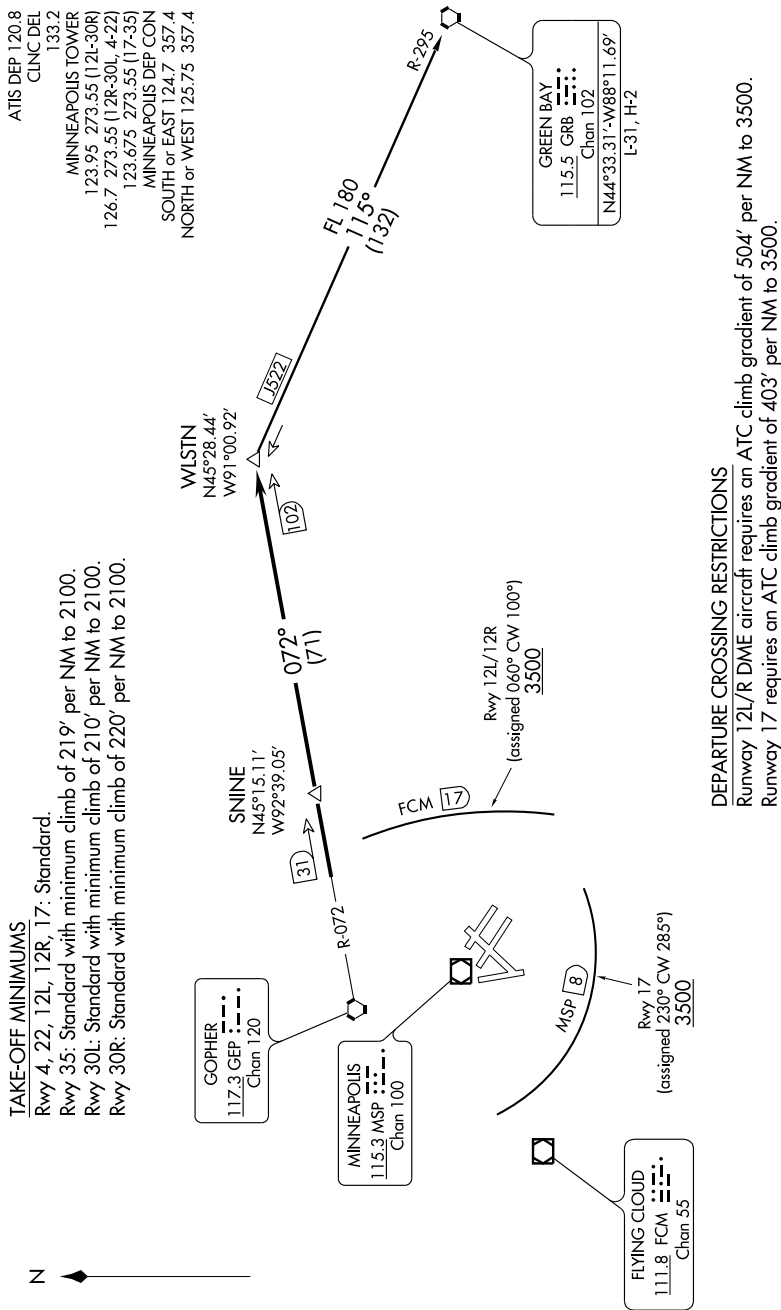 TAKE-OFF MINIMUMS
Rwy 4, 22, 12L, 12R, 17: Standard.
Rwy 35: Standard with minimum climb of 219' per NM to 2100.
Rwy 30L: Standard with minimum climb of 210' per NM to 2100.
Rwy 30R: Standard with minimum climb of 220' per NM to 2100.
ATIS DEP 120.8
CLNC DEL
133.2
MINNEAPOLIS TOWER
123.95 273.55 (12L-30R)
126.7 273.55 (12R-30L, 4-22)
123.675 273.55 (17-35)
MINNEAPOLIS DEP CON
SOUTH or EAST 124.7 357.4
NORTH or WEST 125.75 357.4
N
GOPHER
117.3 GEP
Chan 120
R-072
31
SNINE
N45°15.11'
W92°39.05'
072°
(71)
102
WLSTN
N45°28.44'
W91°00.92'
J522
FL 180
115°
(132)
R-295
GREEN BAY
115.5 GRB
Chan 102
N44°33.31'-W88°11.69'
L-31, H-2
MINNEAPOLIS
115.3 MSP
Chan 100
FCM 17
Rwy 12L/12R
(assigned 060° CW 100°)
3500
MSP 8
Rwy 17
(assigned 230° CW 285°)
3500
FLYING CLOUD
111.8 FCM
Chan 55
DEPARTURE CROSSING RESTRICTIONS
Runway 12L/R DME aircraft requires an ATC climb gradient of 504' per NM to 3500.
Runway 17 requires an ATC climb gradient of 403' per NM to 3500.